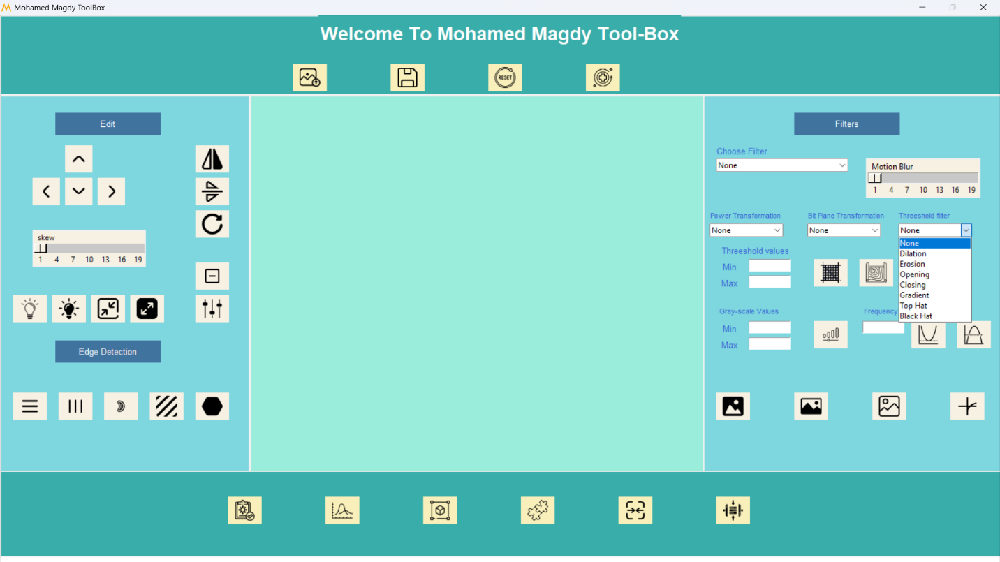 Mohamed Magdy ToolBox
Welcome To Mohamed Magdy Tool-Box
RESET
Edit
skew
1 4 7 10 13 16 19
Edge Detection
Filters
Choose Filter
None
Motion Blur
1 4 7 10 13 16 19
Power Transformation
None
Bit Plane Transformation
None
Threeshold filter
None
None
Dilation
Erosion
Opening
Closing
Gradient
Top Hat
Black Hat
Threeshold values
Min
Max
Gray-scale Values
Min
Max
Frequency